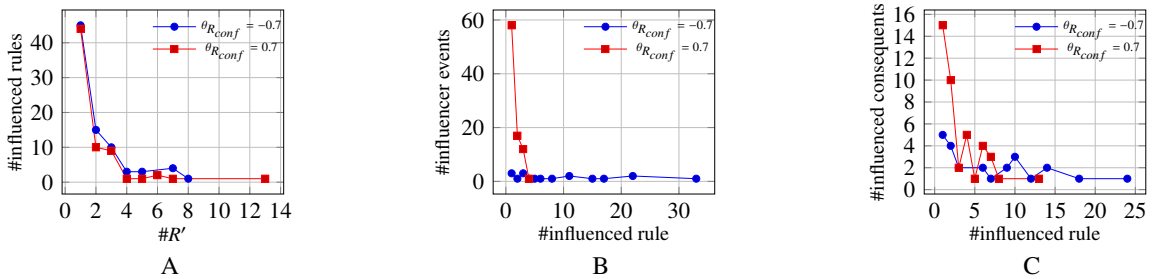 #influenced rules
40
20
0
0 2 4 6 8 10 12 14
#R′
θ_{R_{conf}} = −0.7
θ_{R_{conf}} = 0.7
A
#influencer events
60
40
20
0
0 10 20 30
#influenced rule
θ_{R_{conf}} = −0.7
θ_{R_{conf}} = 0.7
B
#influenced consequents
16
14
12
10
8
6
4
2
0
0 5 10 15 20 25
#influenced rule
θ_{R_{conf}} = −0.7
θ_{R_{conf}} = 0.7
C